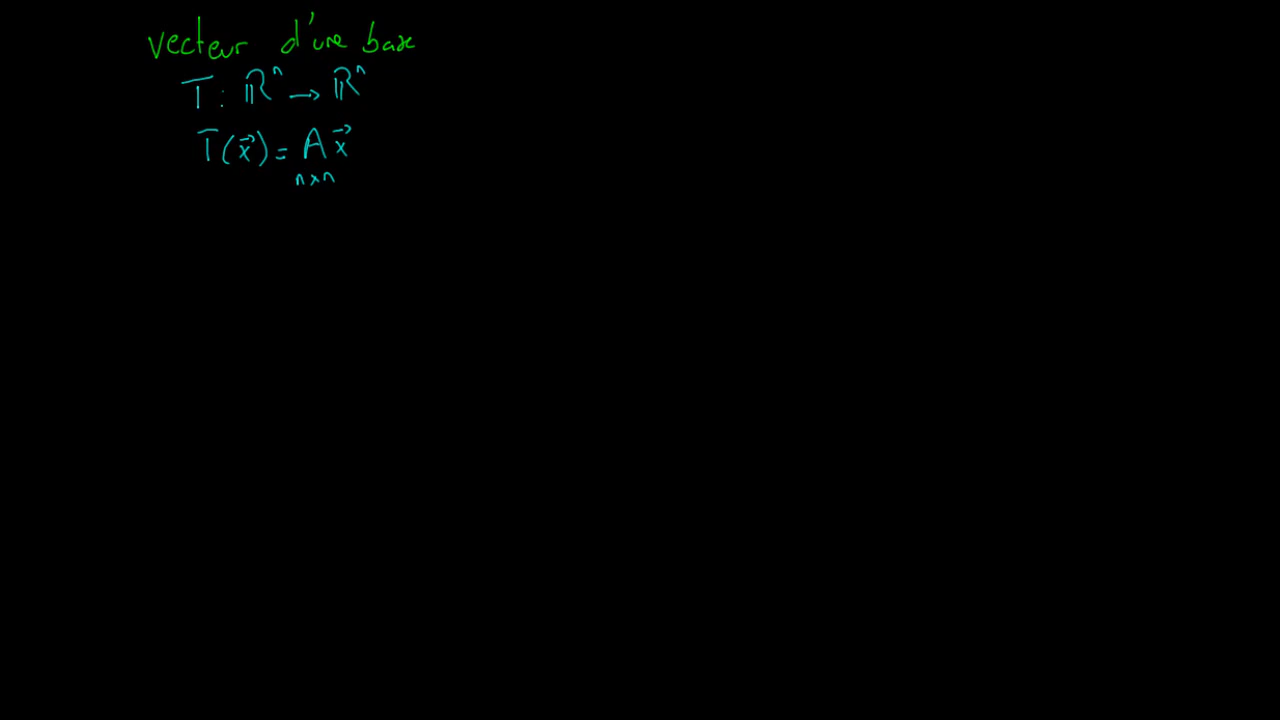 vecteur d'une base
T : ℝⁿ → ℝⁿ
T(x⃗) = A x⃗
n×n